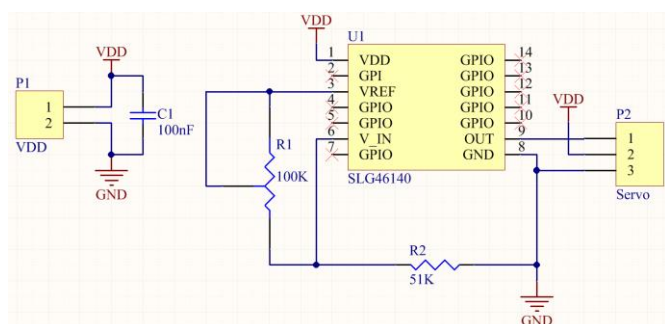 VDD
P1
1
2
VDD
C1
100nF
GND
VDD
U1
1 VDD GPIO 14
2 GPI GPIO 13
3 VREF GPIO 12
4 GPIO GPIO 11
5 GPIO GPIO 10
6 V_IN OUT 9
7 GPIO GND 8
SLG46140
R1
100K
R2
51K
VDD
P2
1
2
3
Servo
GND